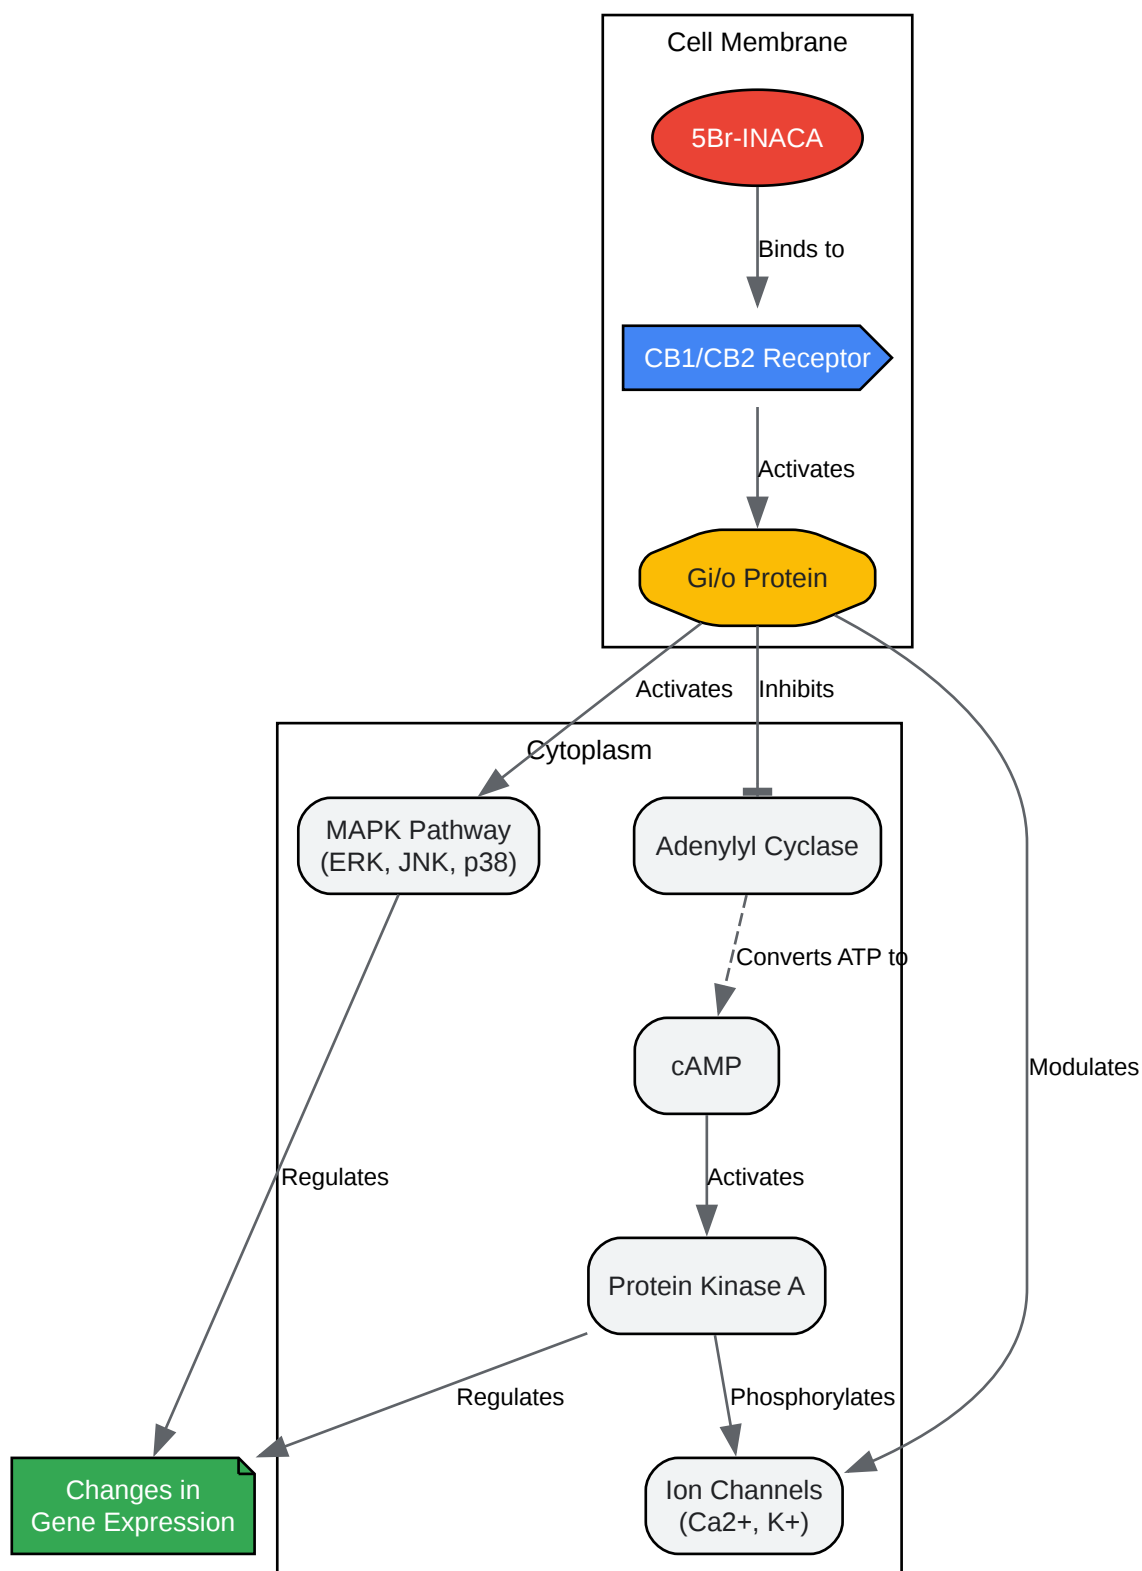 Cell Membrane
5Br-INACA
Binds to
CB1/CB2 Receptor
Activates
Gi/o Protein
Activates
Inhibits
Cytoplasm
MAPK Pathway
(ERK, JNK, p38)
Adenylyl Cyclase
Converts ATP to
cAMP
Modulates
Regulates
Activates
Protein Kinase A
Regulates
Phosphorylates
Changes in
Gene Expression
Ion Channels
(Ca2+, K+)